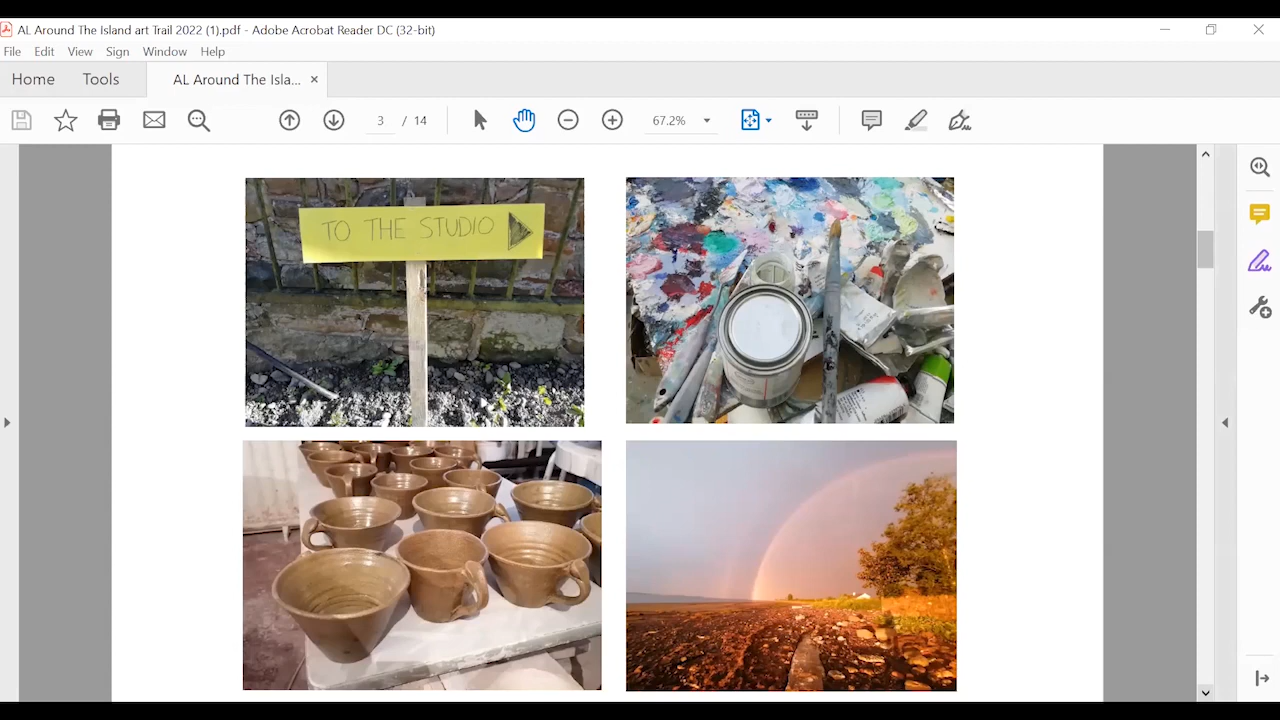 AL Around The Island art Trail 2022 (1).pdf - Adobe Acrobat Reader DC (32-bit)
File Edit View Sign Window Help
Home Tools AL Around The Isla... ×
3 / 14 67.2%
TO THE STUDIO